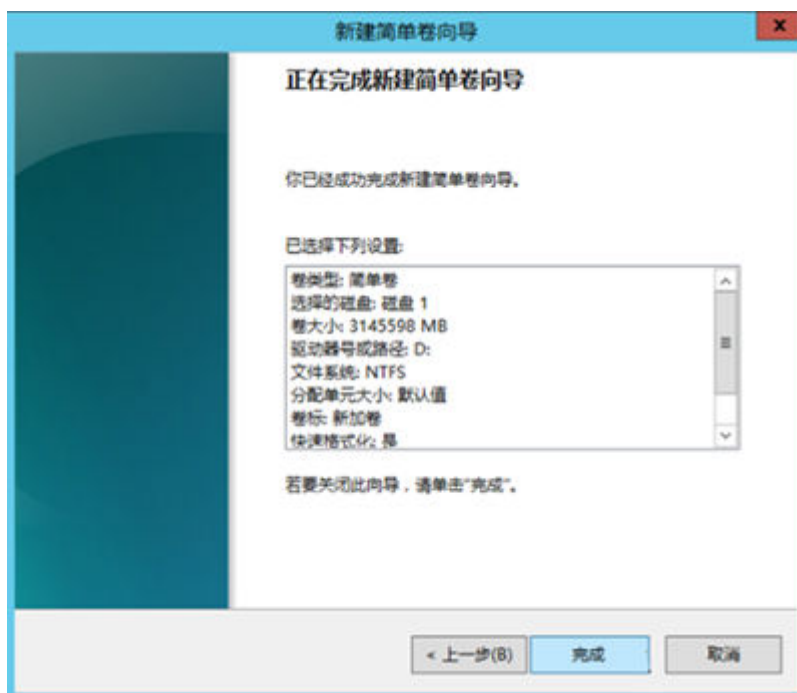 新建简单卷向导
x
正在完成新建简单卷向导
你已经成功完成新建简单卷向导。
已选择下列设置:
卷类型: 简单卷
选择的磁盘: 磁盘 1
卷大小: 3145598 MB
驱动器号或路径: D:
文件系统: NTFS
分配单元大小: 默认值
卷标: 新加卷
快速格式化: 是
若要关闭此向导，请单击"完成"。
< 上一步(B)
完成
取消